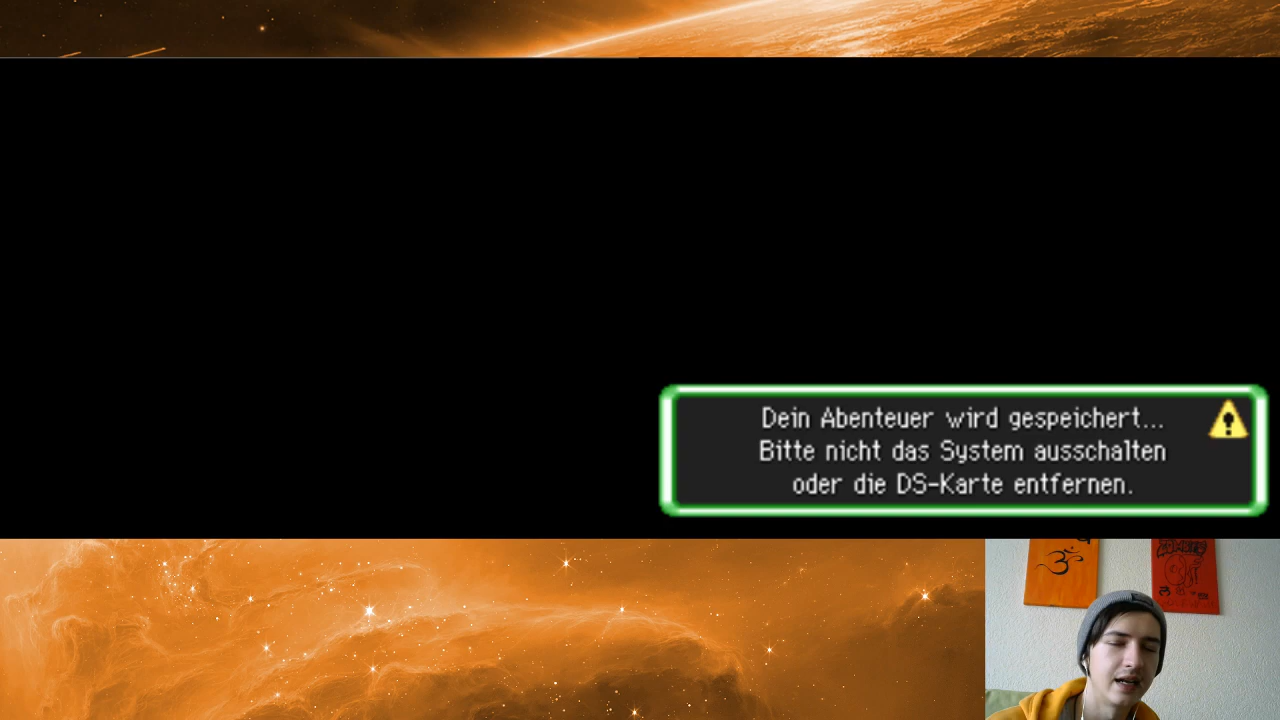 Dein Abenteuer wird gespeichert...
Bitte nicht das System ausschalten
oder die DS-Karte entfernen.
ॐ